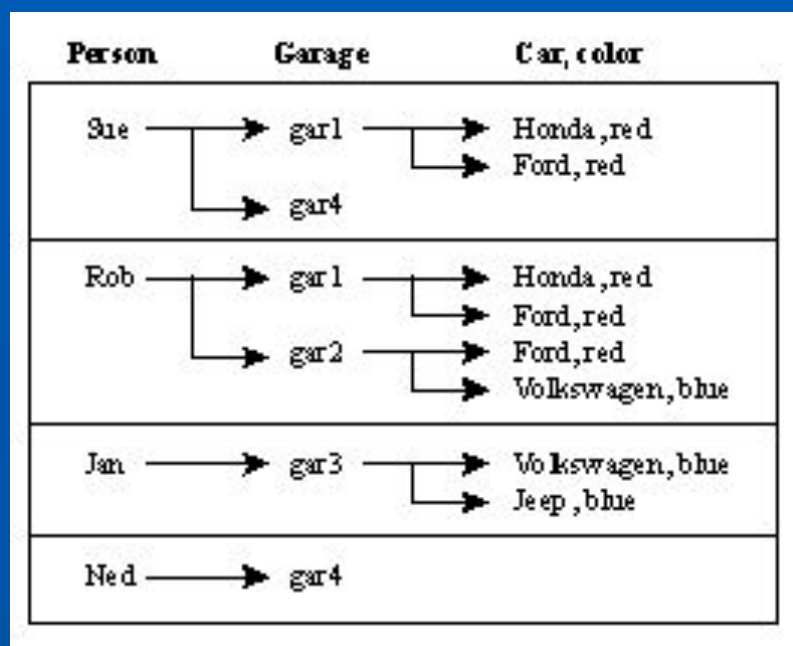 Person Garage Car, color
Sue gar1 Honda, red
Ford, red
gar4
Rob gar1 Honda, red
Ford, red
gar2 Ford, red
Volkswagen, blue
Jan gar3 Volkswagen, blue
Jeep, blue
Ned gar4